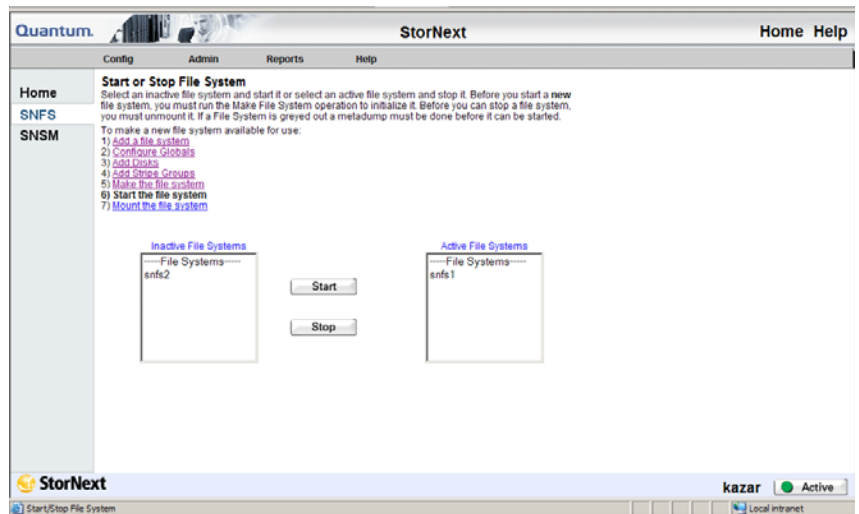 Quantum.
StorNext
Home Help
Config Admin Reports Help
Home
SNFS
SNSM
Start or Stop File System
Select an inactive file system and start it or select an active file system and stop it. Before you start a new
file system, you must run the Make File System operation to initialize it. Before you can stop a file system,
you must unmount it. If a File System is greyed out a metadump must be done before it can be started.
To make a new file system available for use:
1) Add a file system
2) Configure Globals
3) Add Disks
4) Add Stripe Groups
5) Make the file system
6) Start the file system
7) Mount the file system
Inactive File Systems
-----File Systems-----
snfs2
Start
Stop
Active File Systems
-----File Systems-----
snfs1
StorNext
kazar
Active
Start/Stop File System
Local intranet